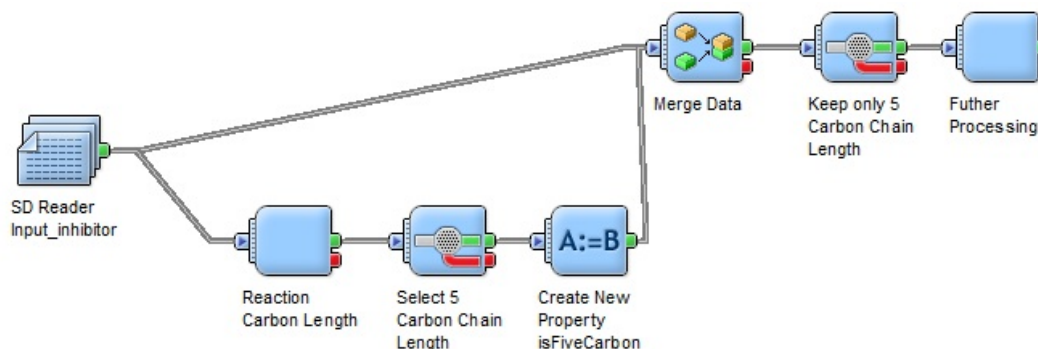 Merge Data
Keep only 5
Carbon Chain
Length
Futher
Processing
SD Reader
Input_inhibitor
A:=B
Reaction
Carbon Length
Select 5
Carbon Chain
Length
Create New
Property
isFiveCarbon